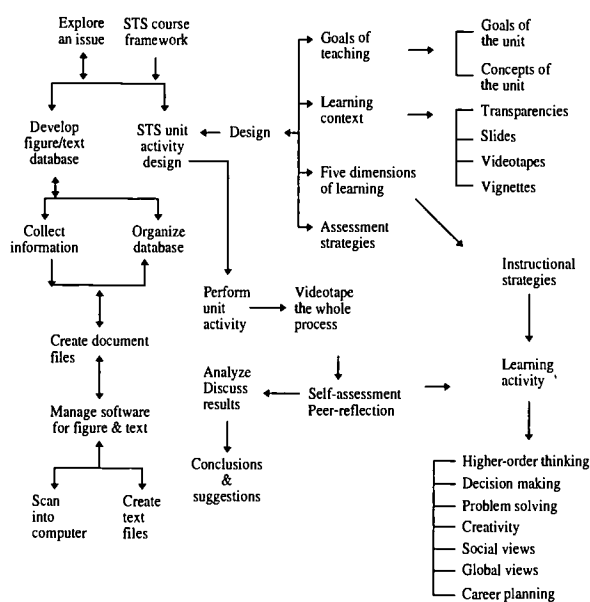 Explore
an issue
STS course
framework
Develop
figure/text
database
STS unit
activity
design
Design
Goals of
teaching
Learning
context
Five dimensions
of learning
Assessment
strategies
Goals of
the unit
Concepts of
the unit
Transparencies
Slides
Videotapes
Vignettes
Collect
information
Organize
database
Perform
unit
activity
Videotape
the whole
process
Instructional
strategies
Create document
files
Analyze
Discuss
results
Self-assessment
Peer-reflection
Learning
activity
Manage software
for figure & text
Conclusions
&
suggestions
Scan
into
computer
Create
text
files
Higher-order thinking
Decision making
Problem solving
Creativity
Social views
Global views
Career planning